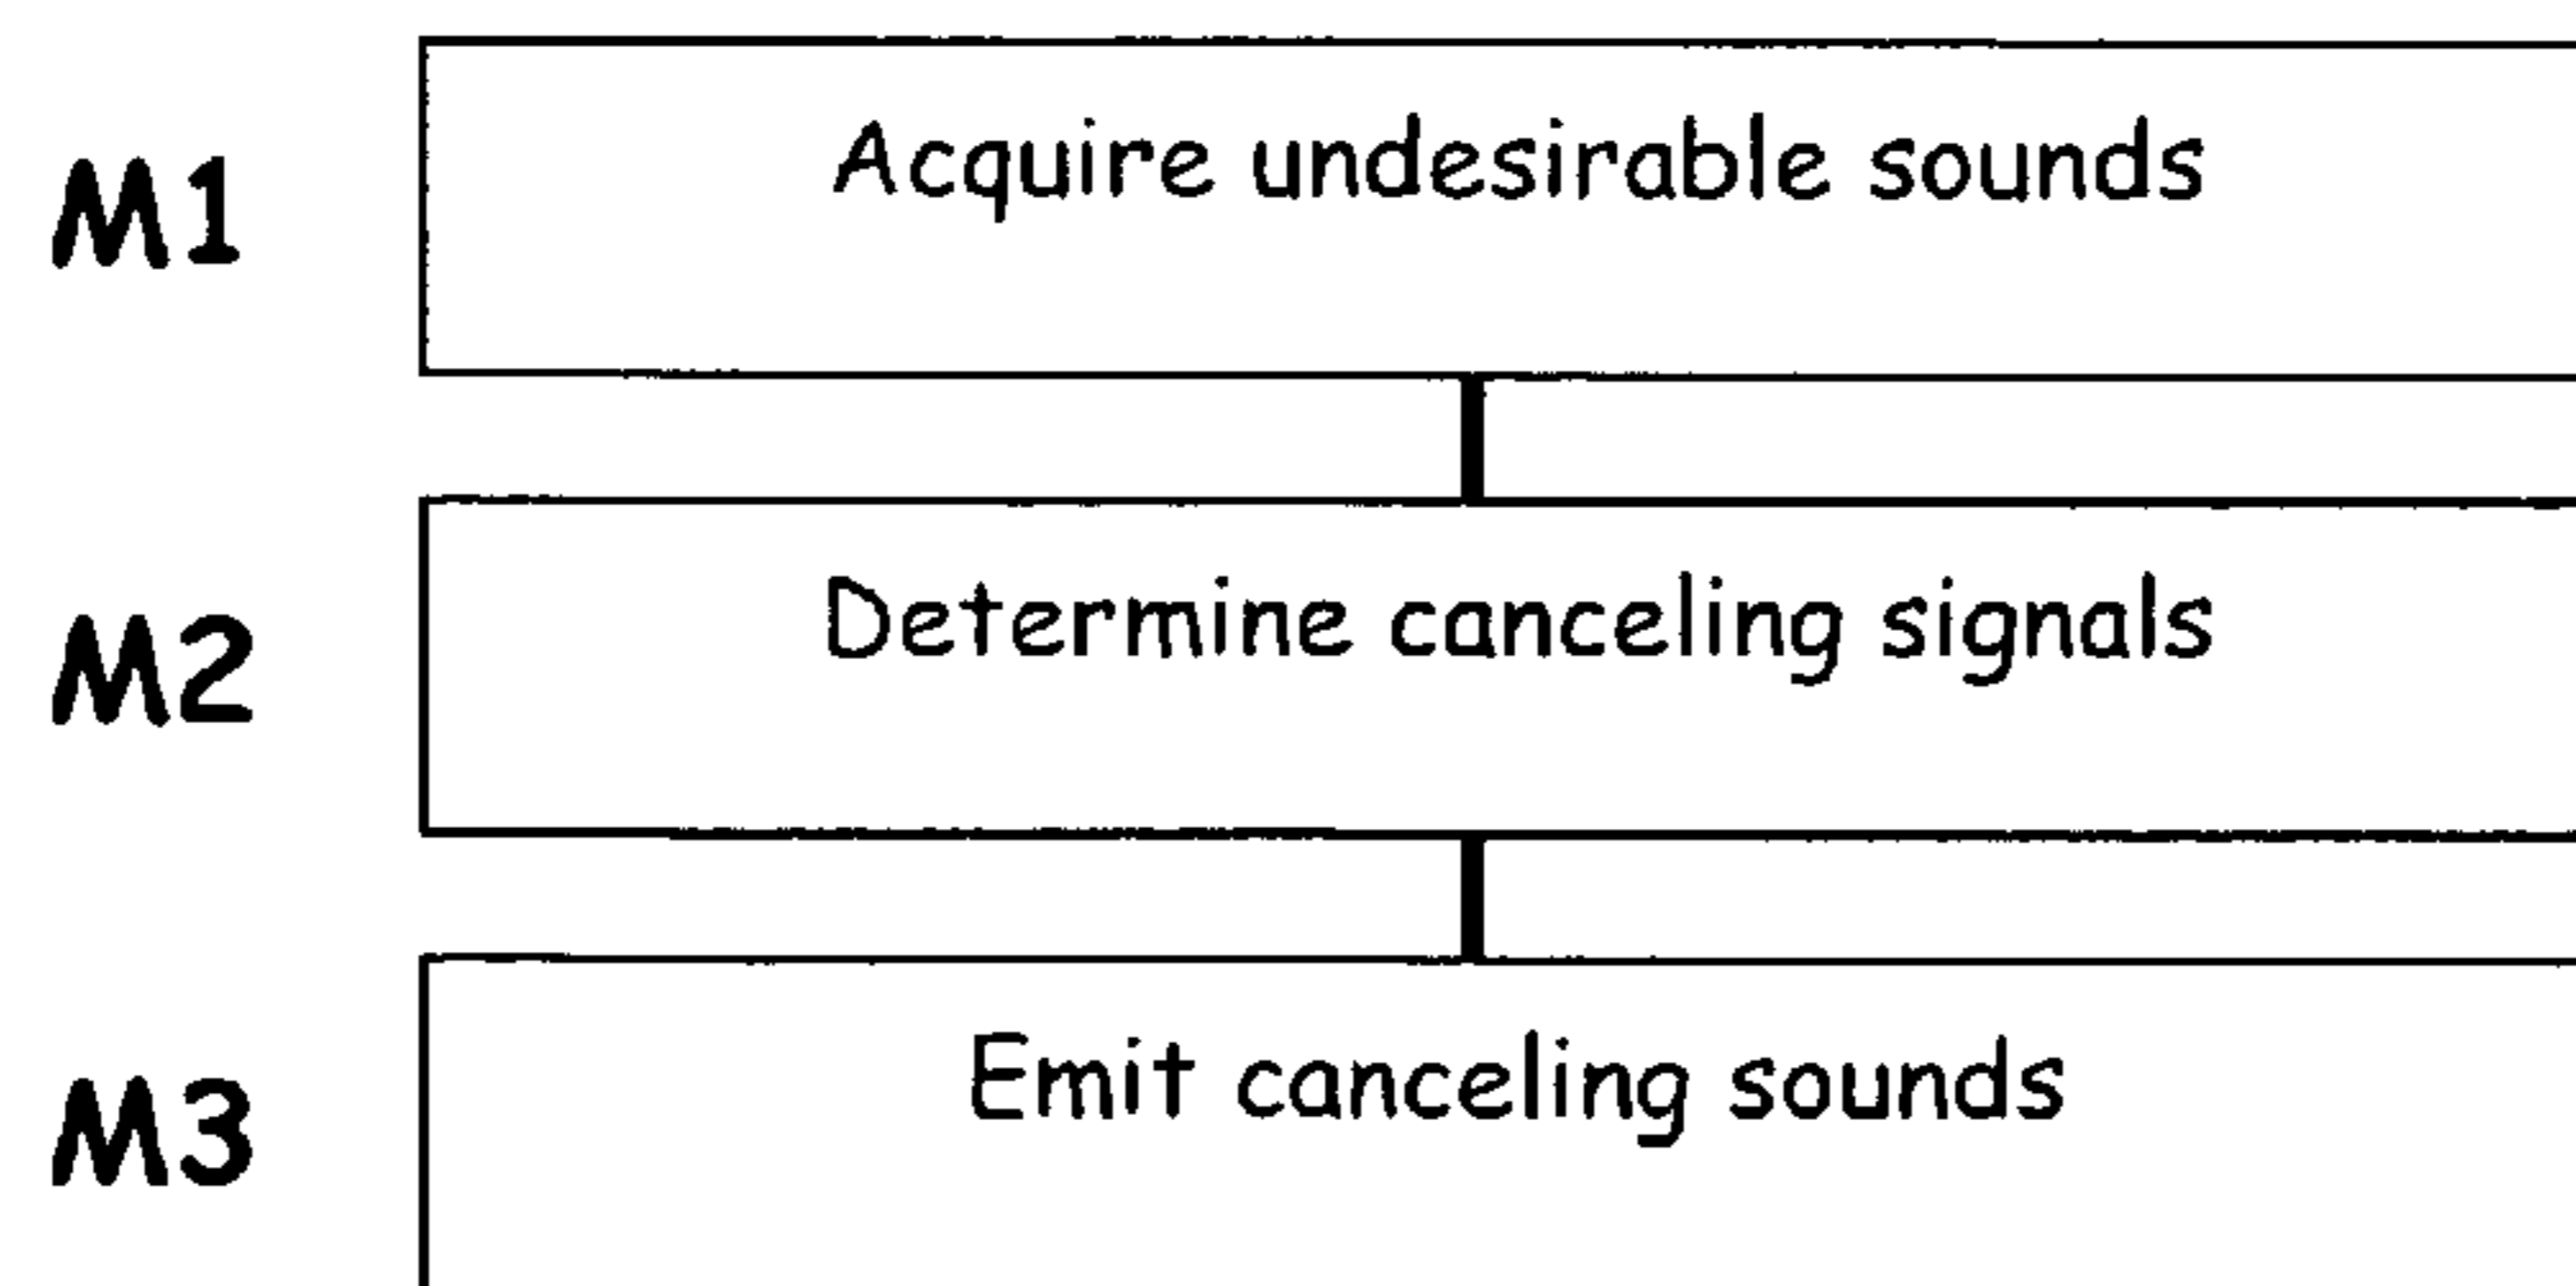 M1 Acquire undesirable sounds
M2 Determine canceling signals
M3 Emit canceling sounds